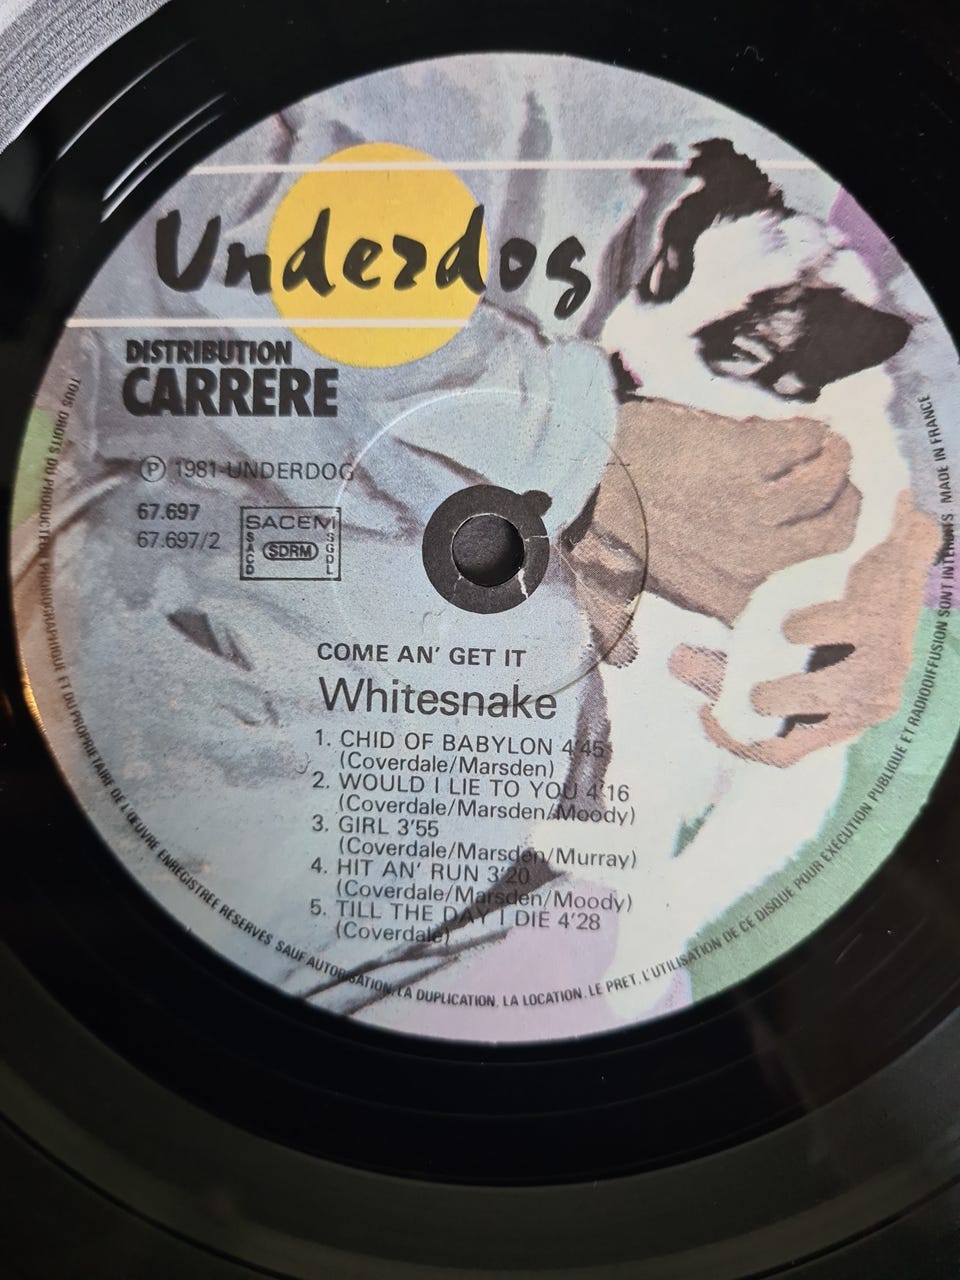 Underdog
DISTRIBUTION
CARRERE
Ⓟ 1981 UNDERDOG
67.697
67.697/2
SACEM
SACD
SDRM
SGDL
COME AN' GET IT
Whitesnake
1. CHID OF BABYLON 4'45
(Coverdale/Marsden)
2. WOULD I LIE TO YOU 4'16
(Coverdale/Marsden/Moody)
3. GIRL 3'55
(Coverdale/Marsden/Murray)
4. HIT AN' RUN 3'20
(Coverdale/Marsden/Moody)
5. TILL THE DAY I DIE 4'28
(Coverdale)
TOUS DROITS DU PRODUCTEUR PHONOGRAPHIQUE ET DU PROPRIETAIRE DE L'ŒUVRE ENREGISTREE RESERVES SAUF AUTORISATION, LA DUPLICATION, LA LOCATION, LE PRET, L'UTILISATION DE CE DISQUE POUR EXECUTION PUBLIQUE ET RADIODIFFUSION SONT INTERDITS MADE IN FRANCE